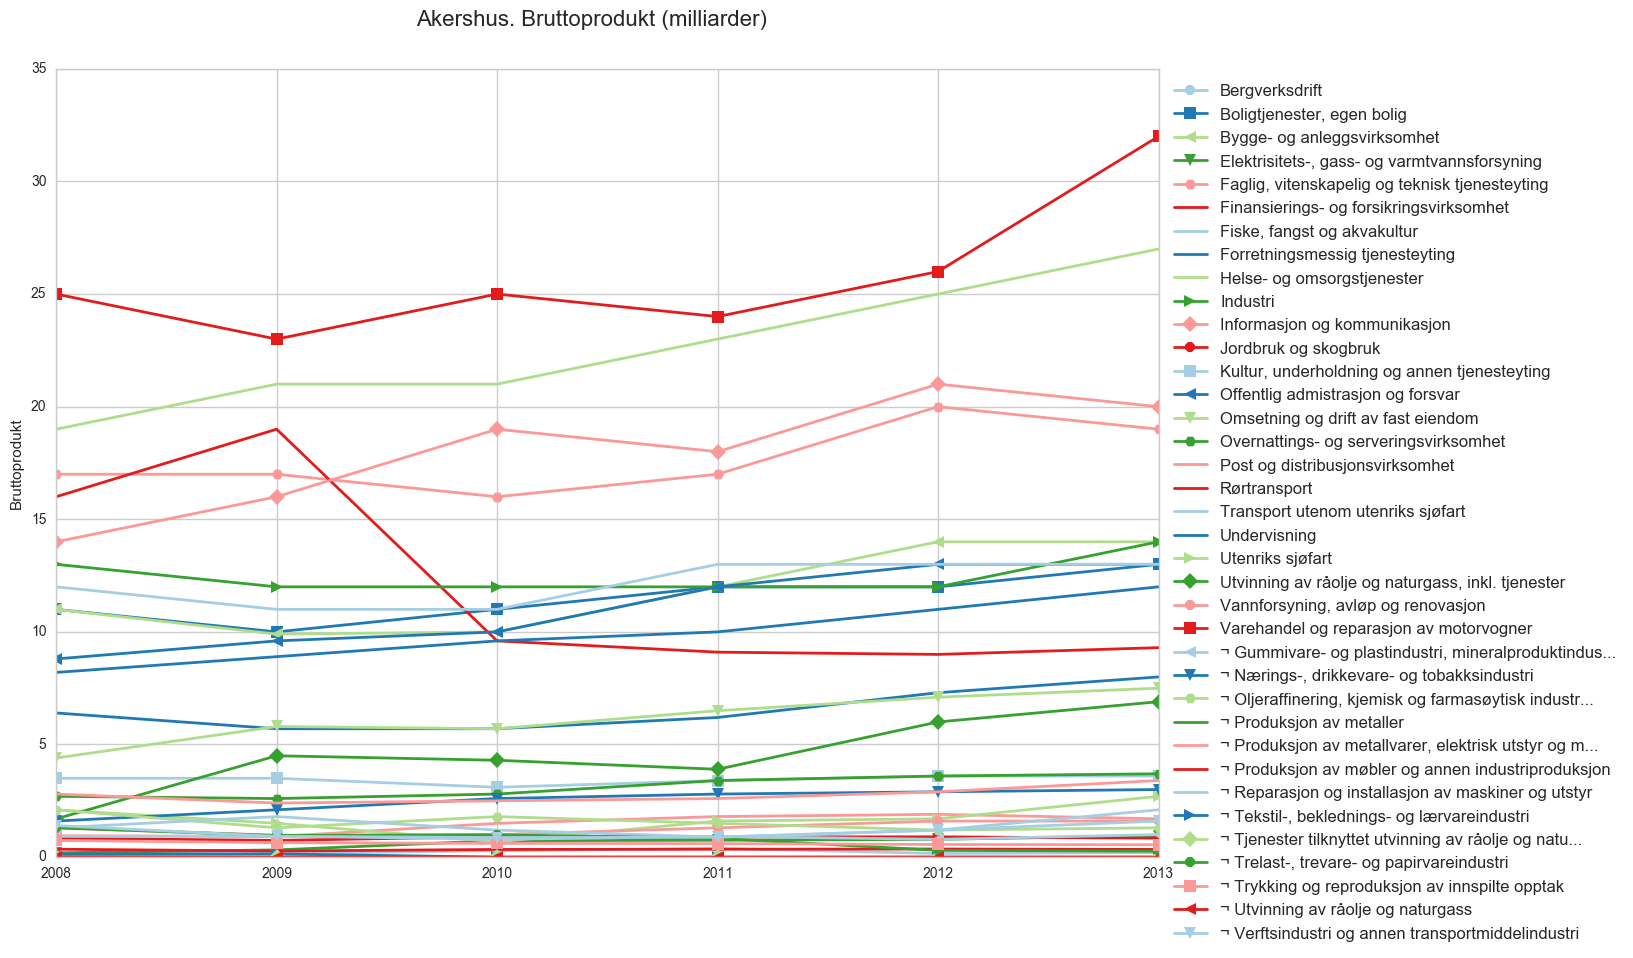 Akershus. Bruttoprodukt (milliarder)
35
30
25
20
15
10
5
0
Bruttoprodukt
2008 2009 2010 2011 2012 2013
Bergverksdrift
Boligtjenester, egen bolig
Bygge- og anleggsvirksomhet
Elektrisitets-, gass- og varmtvannsforsyning
Faglig, vitenskapelig og teknisk tjenesteyting
Finansierings- og forsikringsvirksomhet
Fiske, fangst og akvakultur
Forretningsmessig tjenesteyting
Helse- og omsorgstjenester
Industri
Informasjon og kommunikasjon
Jordbruk og skogbruk
Kultur, underholdning og annen tjenesteyting
Offentlig admistrasjon og forsvar
Omsetning og drift av fast eiendom
Overnattings- og serveringsvirksomhet
Post og distribusjonsvirksomhet
Rørtransport
Transport utenom utenriks sjøfart
Undervisning
Utenriks sjøfart
Utvinning av råolje og naturgass, inkl. tjenester
Vannforsyning, avløp og renovasjon
Varehandel og reparasjon av motorvogner
¬ Gummivare- og plastindustri, mineralproduktindus...
¬ Nærings-, drikkevare- og tobakksindustri
¬ Oljeraffinering, kjemisk og farmasøytisk industr...
¬ Produksjon av metaller
¬ Produksjon av metallvarer, elektrisk utstyr og m...
¬ Produksjon av møbler og annen industriproduksjon
¬ Reparasjon og installasjon av maskiner og utstyr
¬ Tekstil-, beklednings- og lærvareindustri
¬ Tjenester tilknyttet utvinning av råolje og natu...
¬ Trelast-, trevare- og papirvareindustri
¬ Trykking og reproduksjon av innspilte opptak
¬ Utvinning av råolje og naturgass
¬ Verftsindustri og annen transportmiddelindustri